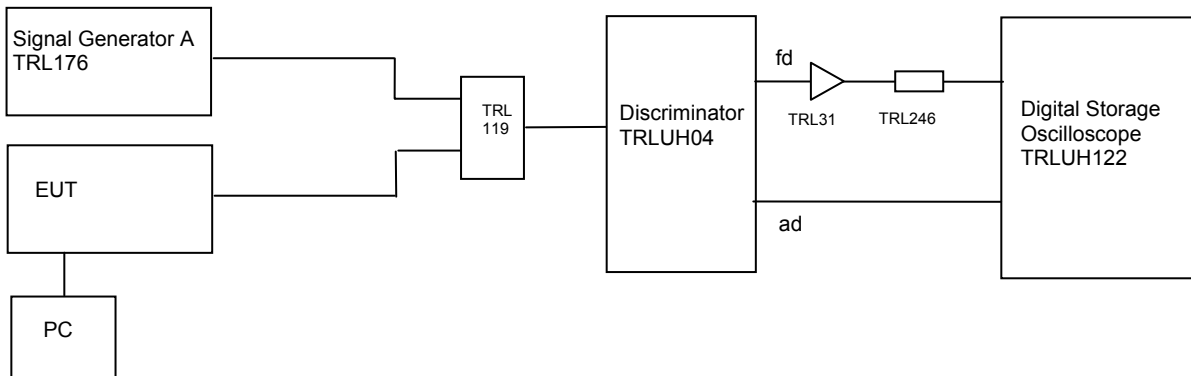 Signal Generator A
TRL176
EUT
PC
TRL
119
Discriminator
TRLUH04
fd
TRL31
TRL246
ad
Digital Storage
Oscilloscope
TRLUH122